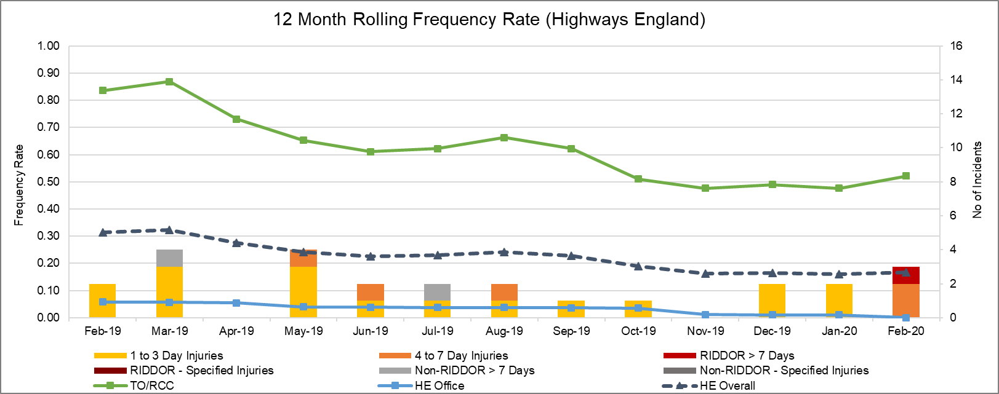 12 Month Rolling Frequency Rate (Highways England)
1.00
0.90
0.80
0.70
0.60
0.50
0.40
0.30
0.20
0.10
0.00
Frequency Rate
16
14
12
10
8
6
4
2
0
No of Incidents
Feb-19 Mar-19 Apr-19 May-19 Jun-19 Jul-19 Aug-19 Sep-19 Oct-19 Nov-19 Dec-19 Jan-20 Feb-20
1 to 3 Day Injuries 4 to 7 Day Injuries RIDDOR > 7 Days
RIDDOR - Specified Injuries Non-RIDDOR > 7 Days Non-RIDDOR - Specified Injuries
TO/RCC HE Office HE Overall